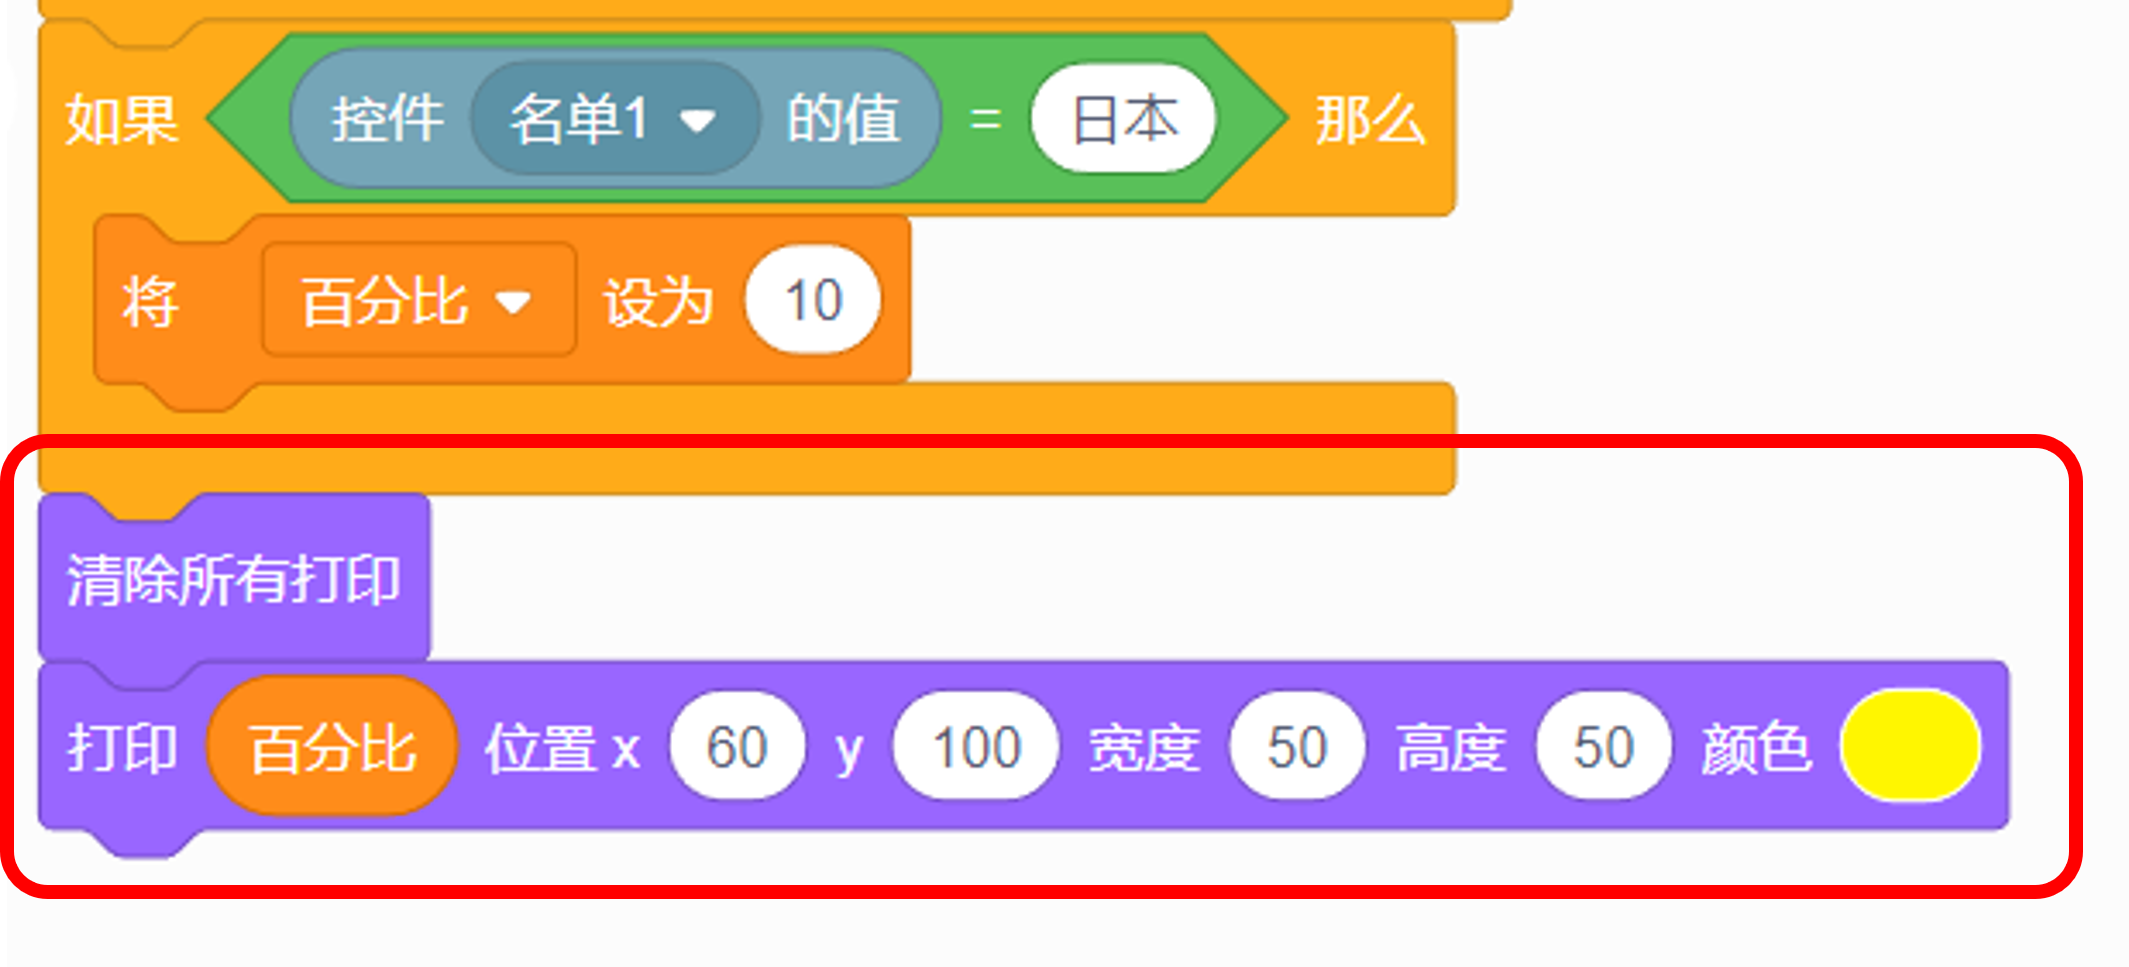 如果 控件 名单1 的值 = 日本 那么
将 百分比 设为 10
清除所有打印
打印 百分比 位置 x 60 y 100 宽度 50 高度 50 颜色